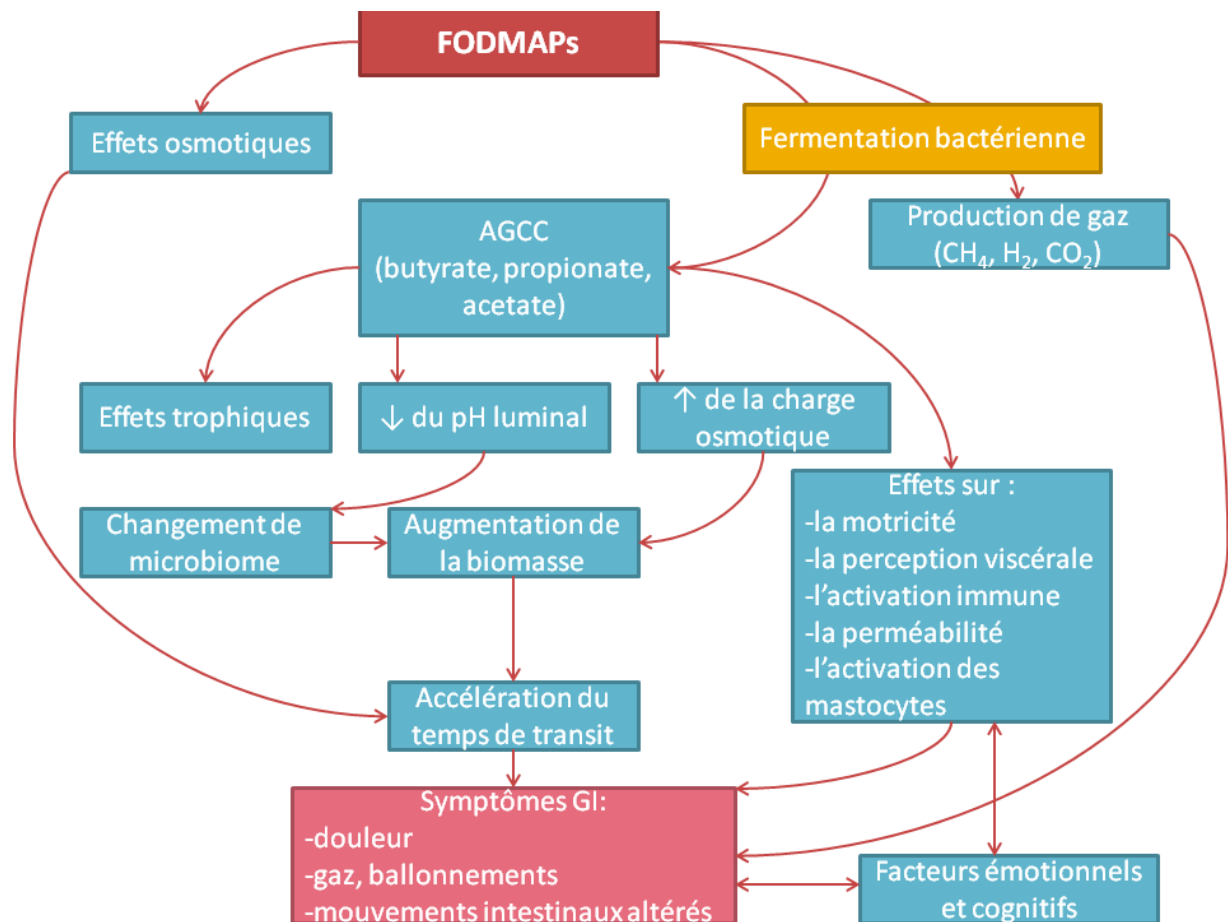 FODMAPs
Effets osmotiques
Fermentation bactérienne
AGCC
(butyrate, propionate,
acetate)
Production de gaz
(CH₄, H₂, CO₂)
Effets trophiques
↓ du pH luminal
↑ de la charge
osmotique
Changement de
microbiome
Augmentation de
la biomasse
Effets sur :
-la motricité
-la perception viscérale
-l'activation immune
-la perméabilité
-l'activation des
mastocytes
Accélération du
temps de transit
Symptômes GI:
-douleur
-gaz, ballonnements
-mouvements intestinaux altérés
Facteurs émotionnels
et cognitifs